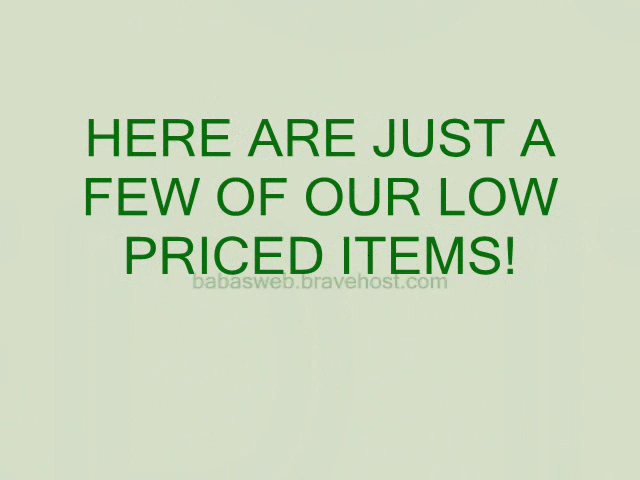 HERE ARE JUST A
FEW OF OUR LOW
PRICED ITEMS!
babasweb.bravehost.com